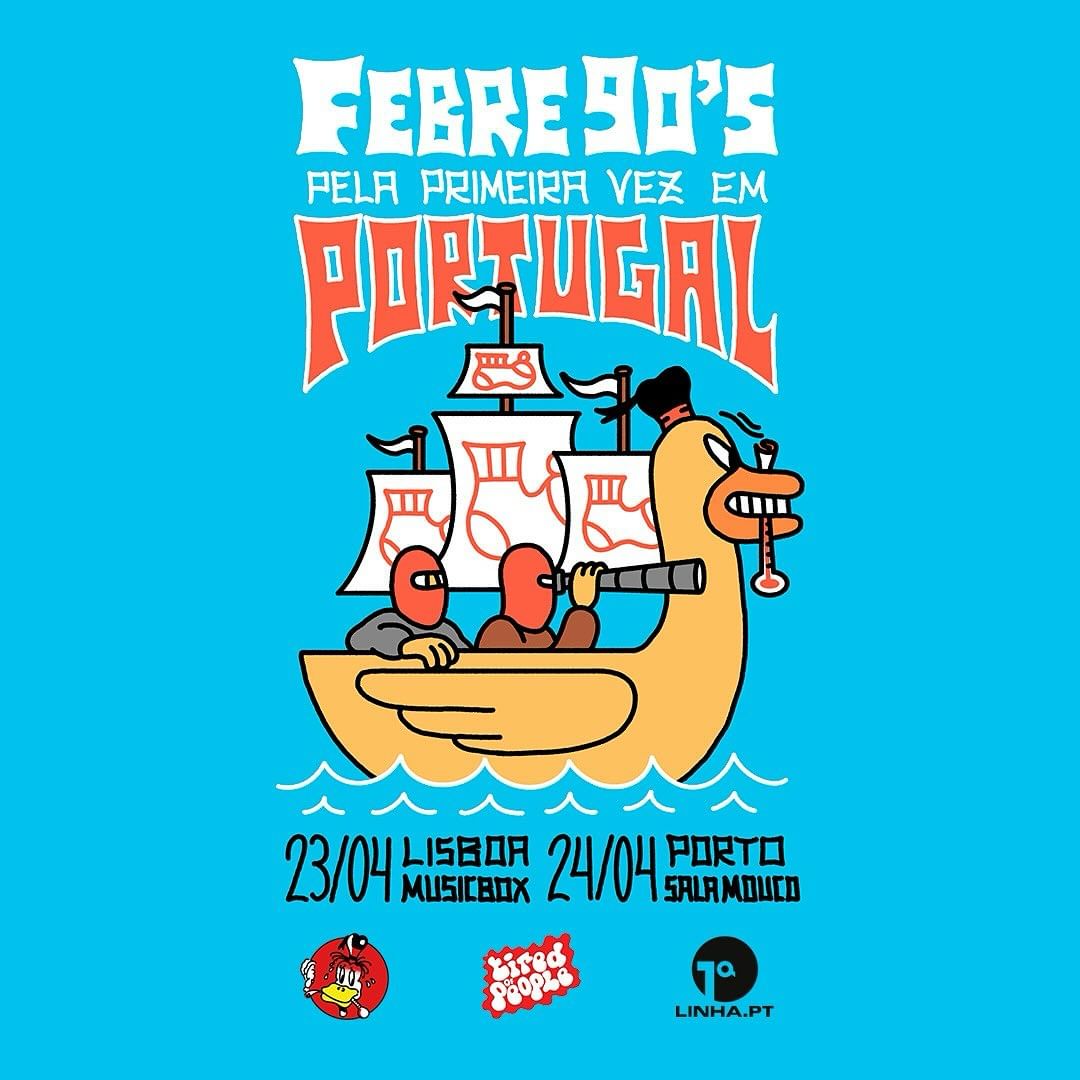 FEBRE 90'S
PELA PRIMEIRA VEZ EM
PORTUGAL
23/04 LISBOA
MUSICBOX
24/04 PORTO
SALA MOUCO
tired
of
PeoPle
1ª
LINHA.PT